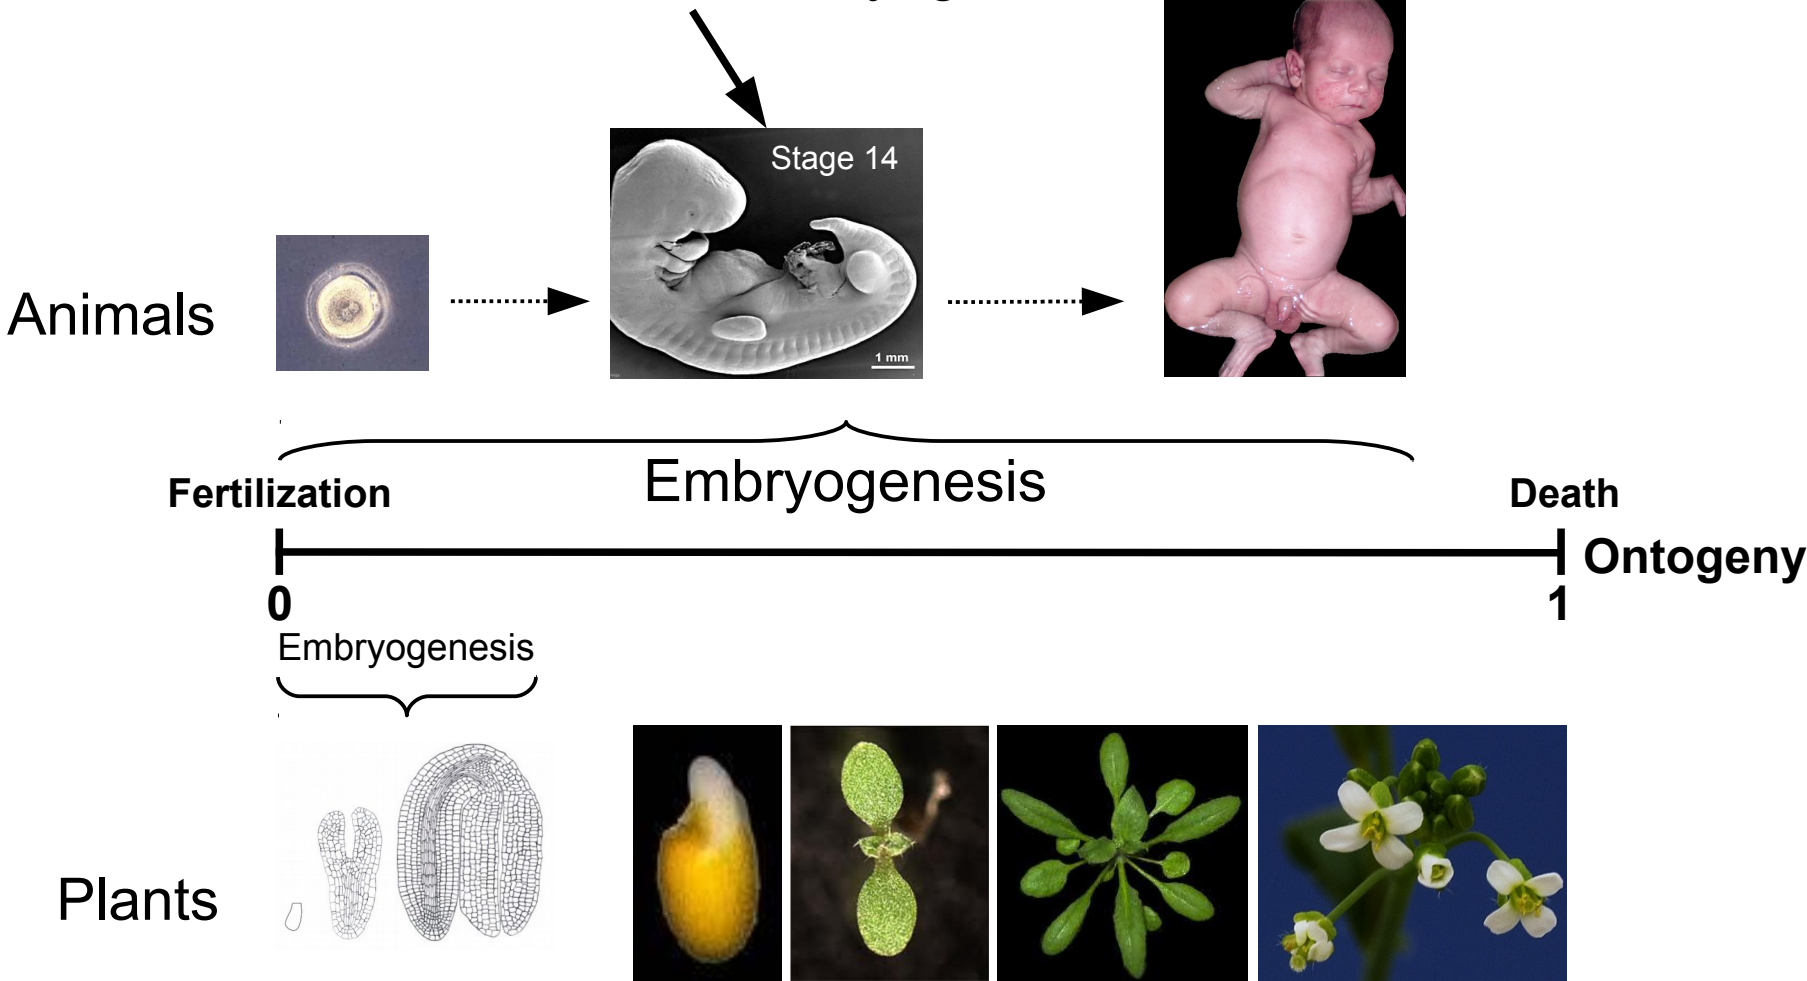 Stage 14
1 mm
Animals
Embryogenesis
Fertilization
Death
Ontogeny
0
1
Embryogenesis
Plants